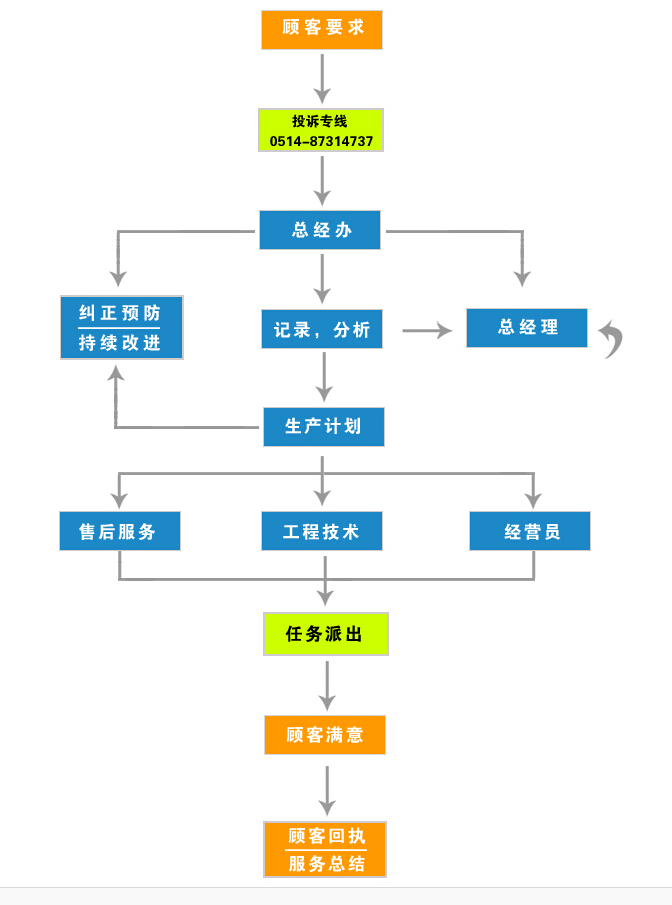 顾客要求
投诉专线
0514-87314737
总经办
纠正预防
持续改进
记录，分析
总经理
生产计划
售后服务
工程技术
经营员
任务派出
顾客满意
顾客回执
服务总结